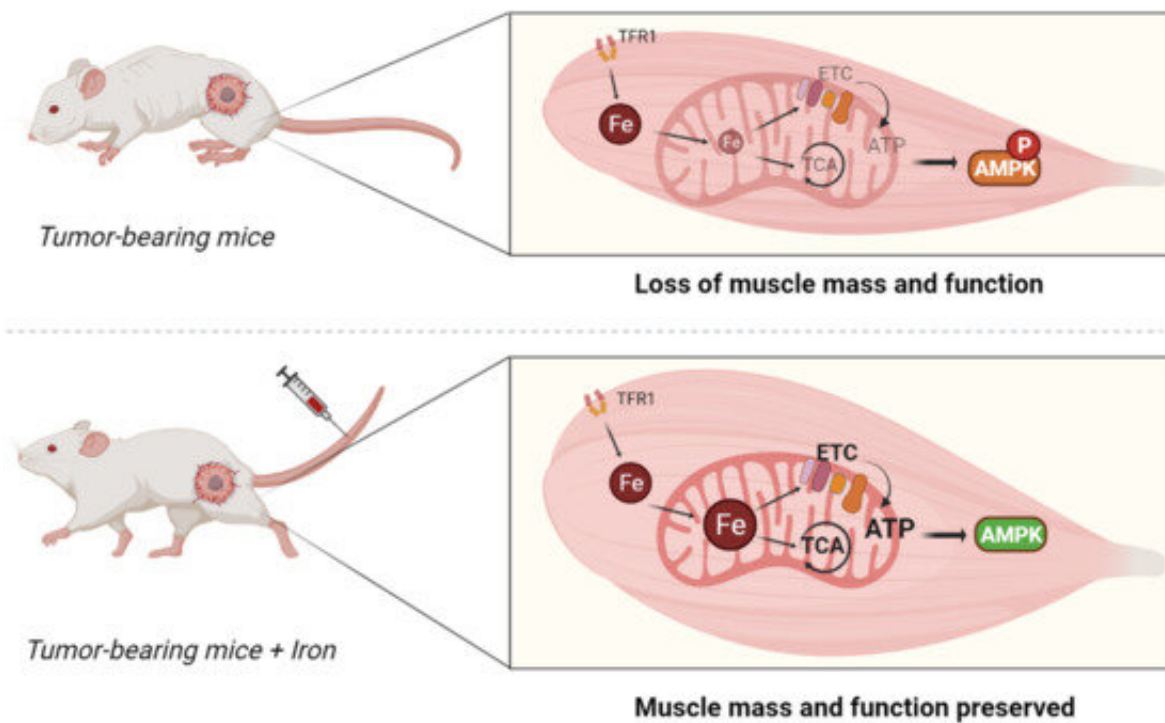 TFR1
ETC
Fe
Fe
TCA
ATP
P
AMPK
Tumor-bearing mice
Loss of muscle mass and function
TFR1
ETC
Fe
Fe
TCA
ATP
AMPK
Tumor-bearing mice + Iron
Muscle mass and function preserved